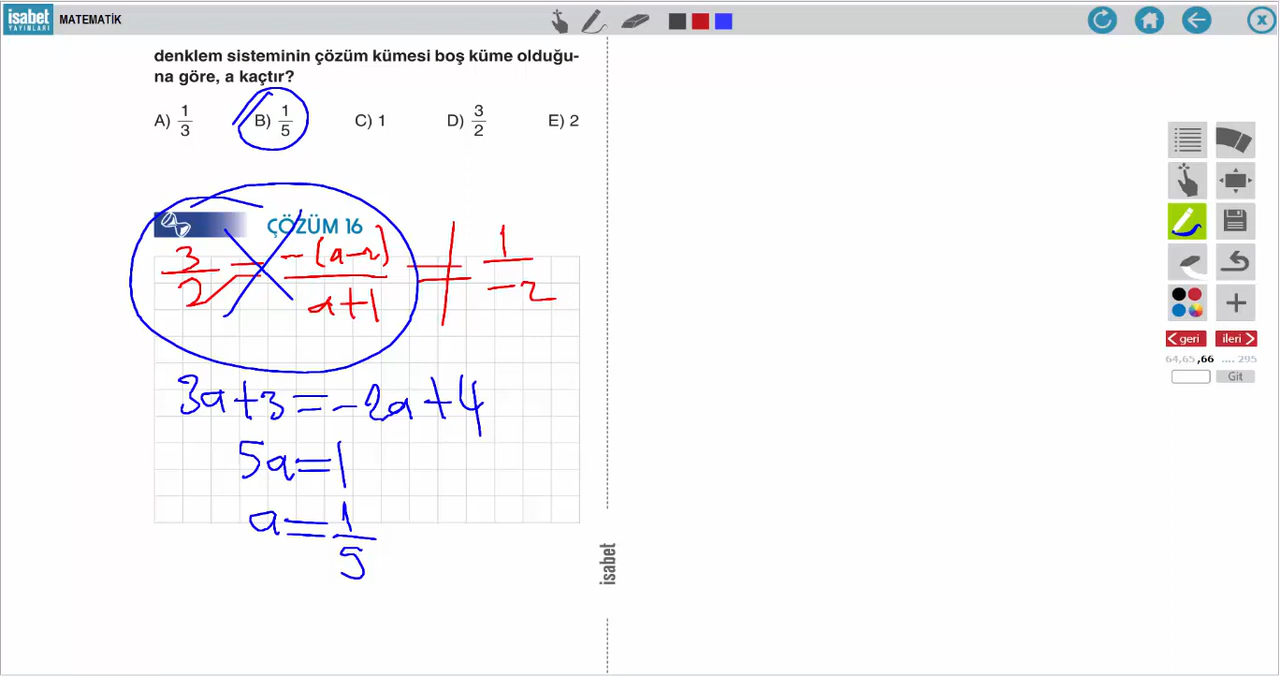 isabet
YAYINLARI
MATEMATİK
denklem sisteminin çözüm kümesi boş küme olduğu-
na göre, a kaçtır?
A) 1/3 B) 1/5 C) 1 D) 3/2 E) 2
ÇÖZÜM 16
3/2 = -(a-2)/a+1 ≠ 1/-2
3a+3=-2a+4
5a=1
a=1/5
isabet
geri ileri
64,65,66 .... 295
Git